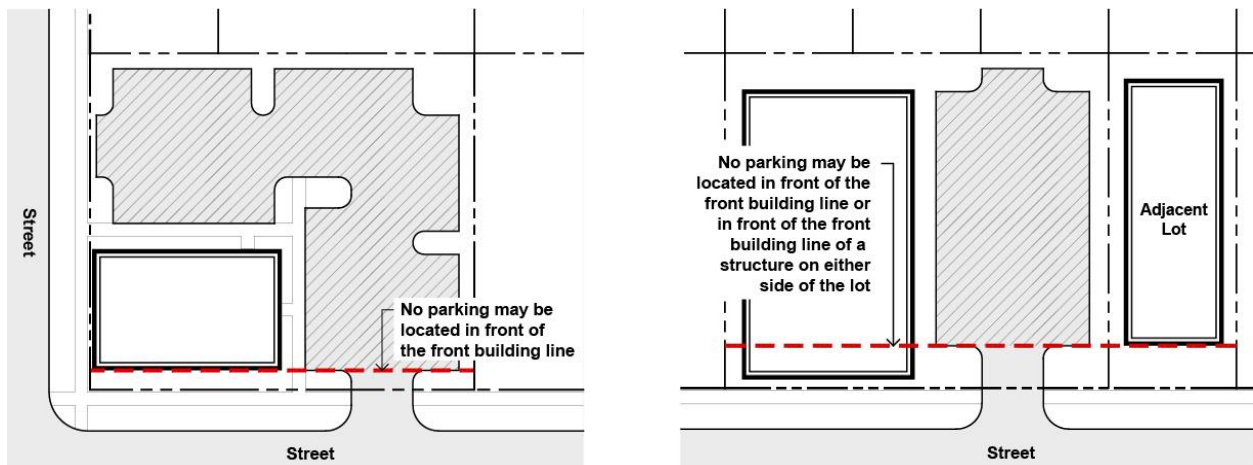 Street
No parking may be
located in front of
the front building line
Street
No parking may be
located in front of the
front building line or
in front of the front
building line of a
structure on either
side of the lot
Adjacent
Lot
Street